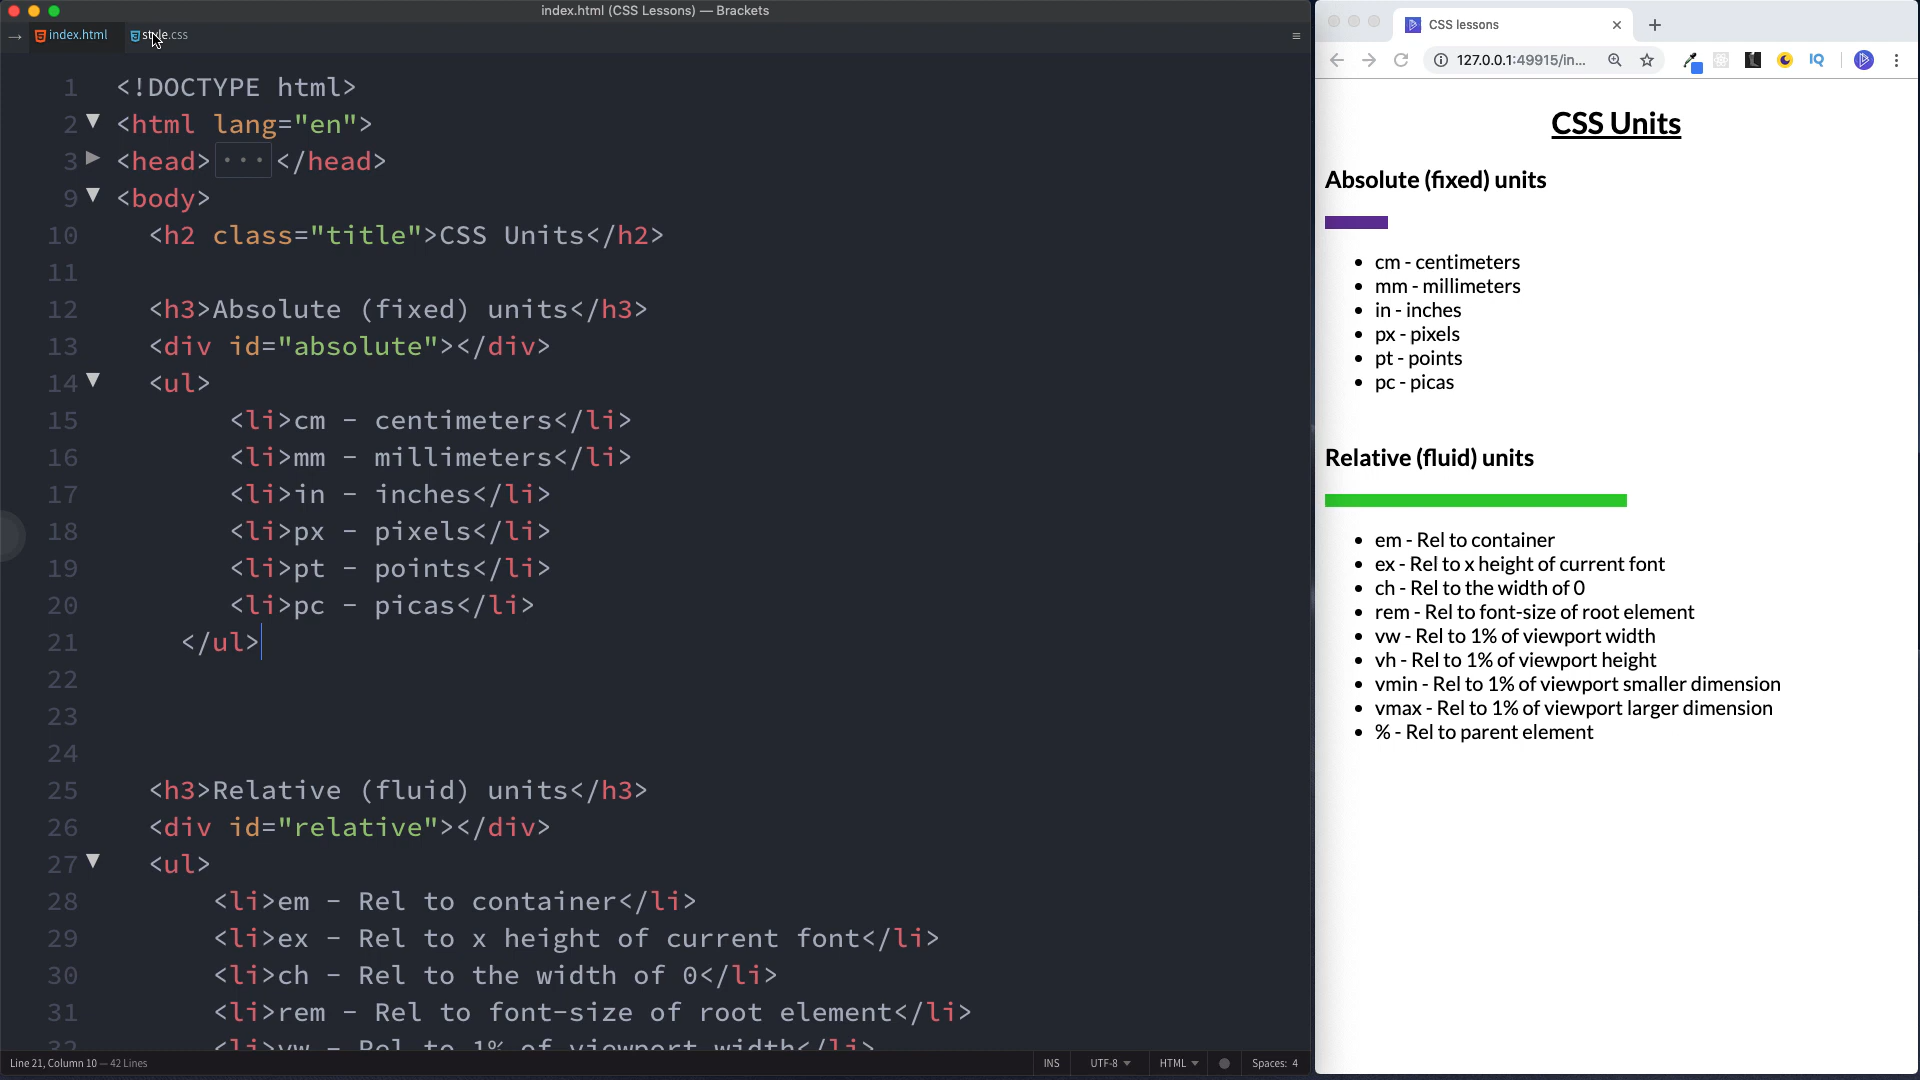 index.html (CSS Lessons) — Brackets
index.html
style.css
1 <!DOCTYPE html>
2 <html lang="en">
3 <head>···</head>
9 <body>
10 <h2 class="title">CSS Units</h2>
11
12 <h3>Absolute (fixed) units</h3>
13 <div id="absolute"></div>
14 <ul>
15 <li>cm - centimeters</li>
16 <li>mm - millimeters</li>
17 <li>in - inches</li>
18 <li>px - pixels</li>
19 <li>pt - points</li>
20 <li>pc - picas</li>
21 </ul>
22
23
24
25 <h3>Relative (fluid) units</h3>
26 <div id="relative"></div>
27 <ul>
28 <li>em - Rel to container</li>
29 <li>ex - Rel to x height of current font</li>
30 <li>ch - Rel to the width of 0</li>
31 <li>rem - Rel to font-size of root element</li>
32 <li>vw - Rel to 1% of viewport width</li>
Line 21, Column 10 — 42 Lines
INS
UTF-8
HTML
Spaces: 4
CSS lessons
127.0.0.1:49915/in...
IQ
CSS Units
Absolute (fixed) units
• cm - centimeters
• mm - millimeters
• in - inches
• px - pixels
• pt - points
• pc - picas
Relative (fluid) units
• em - Rel to container
• ex - Rel to x height of current font
• ch - Rel to the width of 0
• rem - Rel to font-size of root element
• vw - Rel to 1% of viewport width
• vh - Rel to 1% of viewport height
• vmin - Rel to 1% of viewport smaller dimension
• vmax - Rel to 1% of viewport larger dimension
• % - Rel to parent element